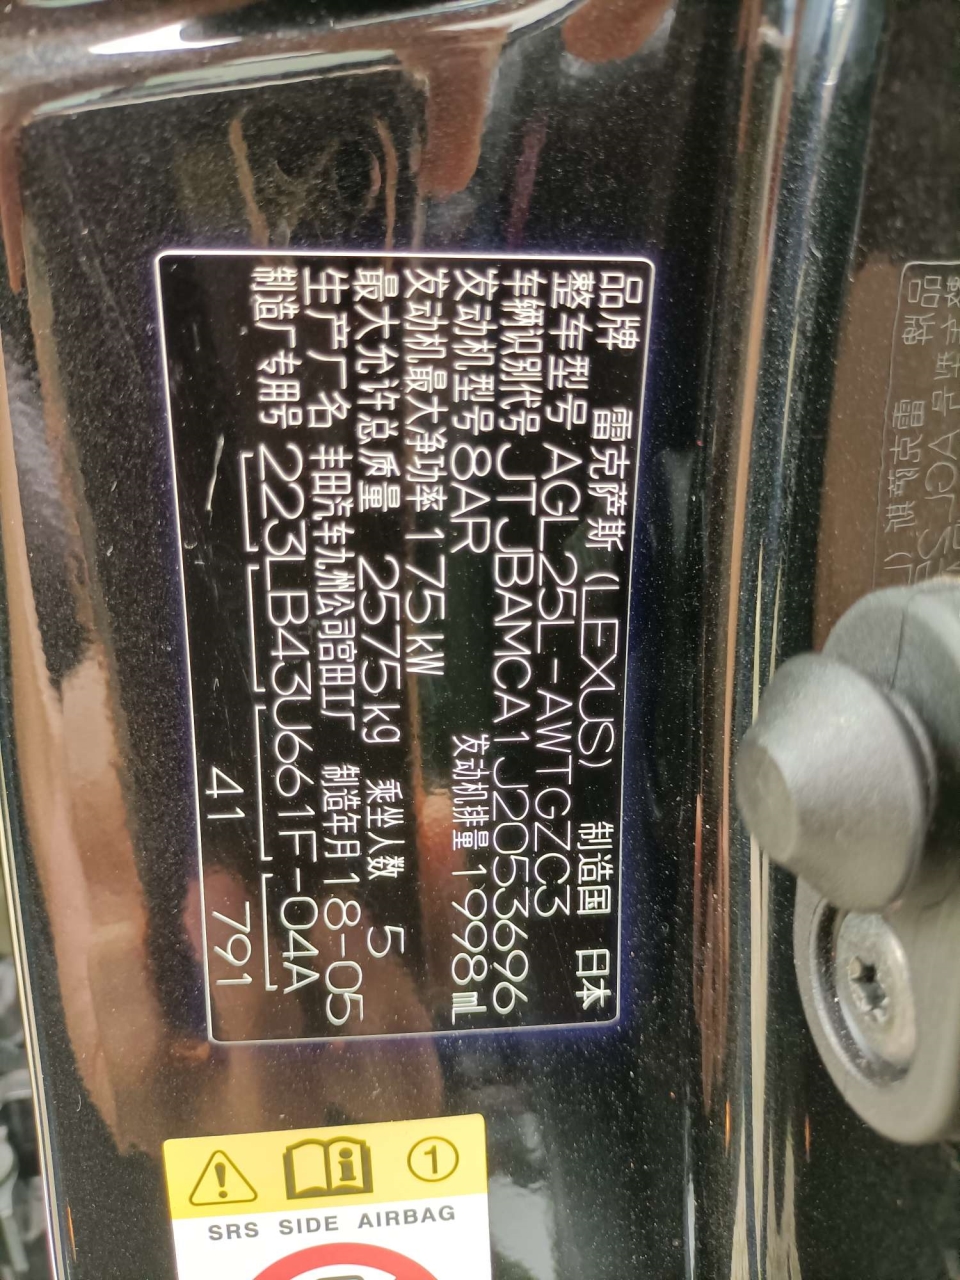 品牌 雷克萨斯 (LEXUS) 制造国 日本
整车型号 AGL25L-AWTGZC3
车辆识别代号 JTJBAMCA1J2053696
发动机型号 8AR 发动机排量 1998mL
发动机最大净功率 175kW
最大允许总质量 2575kg 乘坐人数 5
生产厂名 丰田汽车九州公司宫田工厂 制造年月 18-05
制造厂专用号 223LB43U661F-04A
41 791
1
SRS SIDE AIRBAG